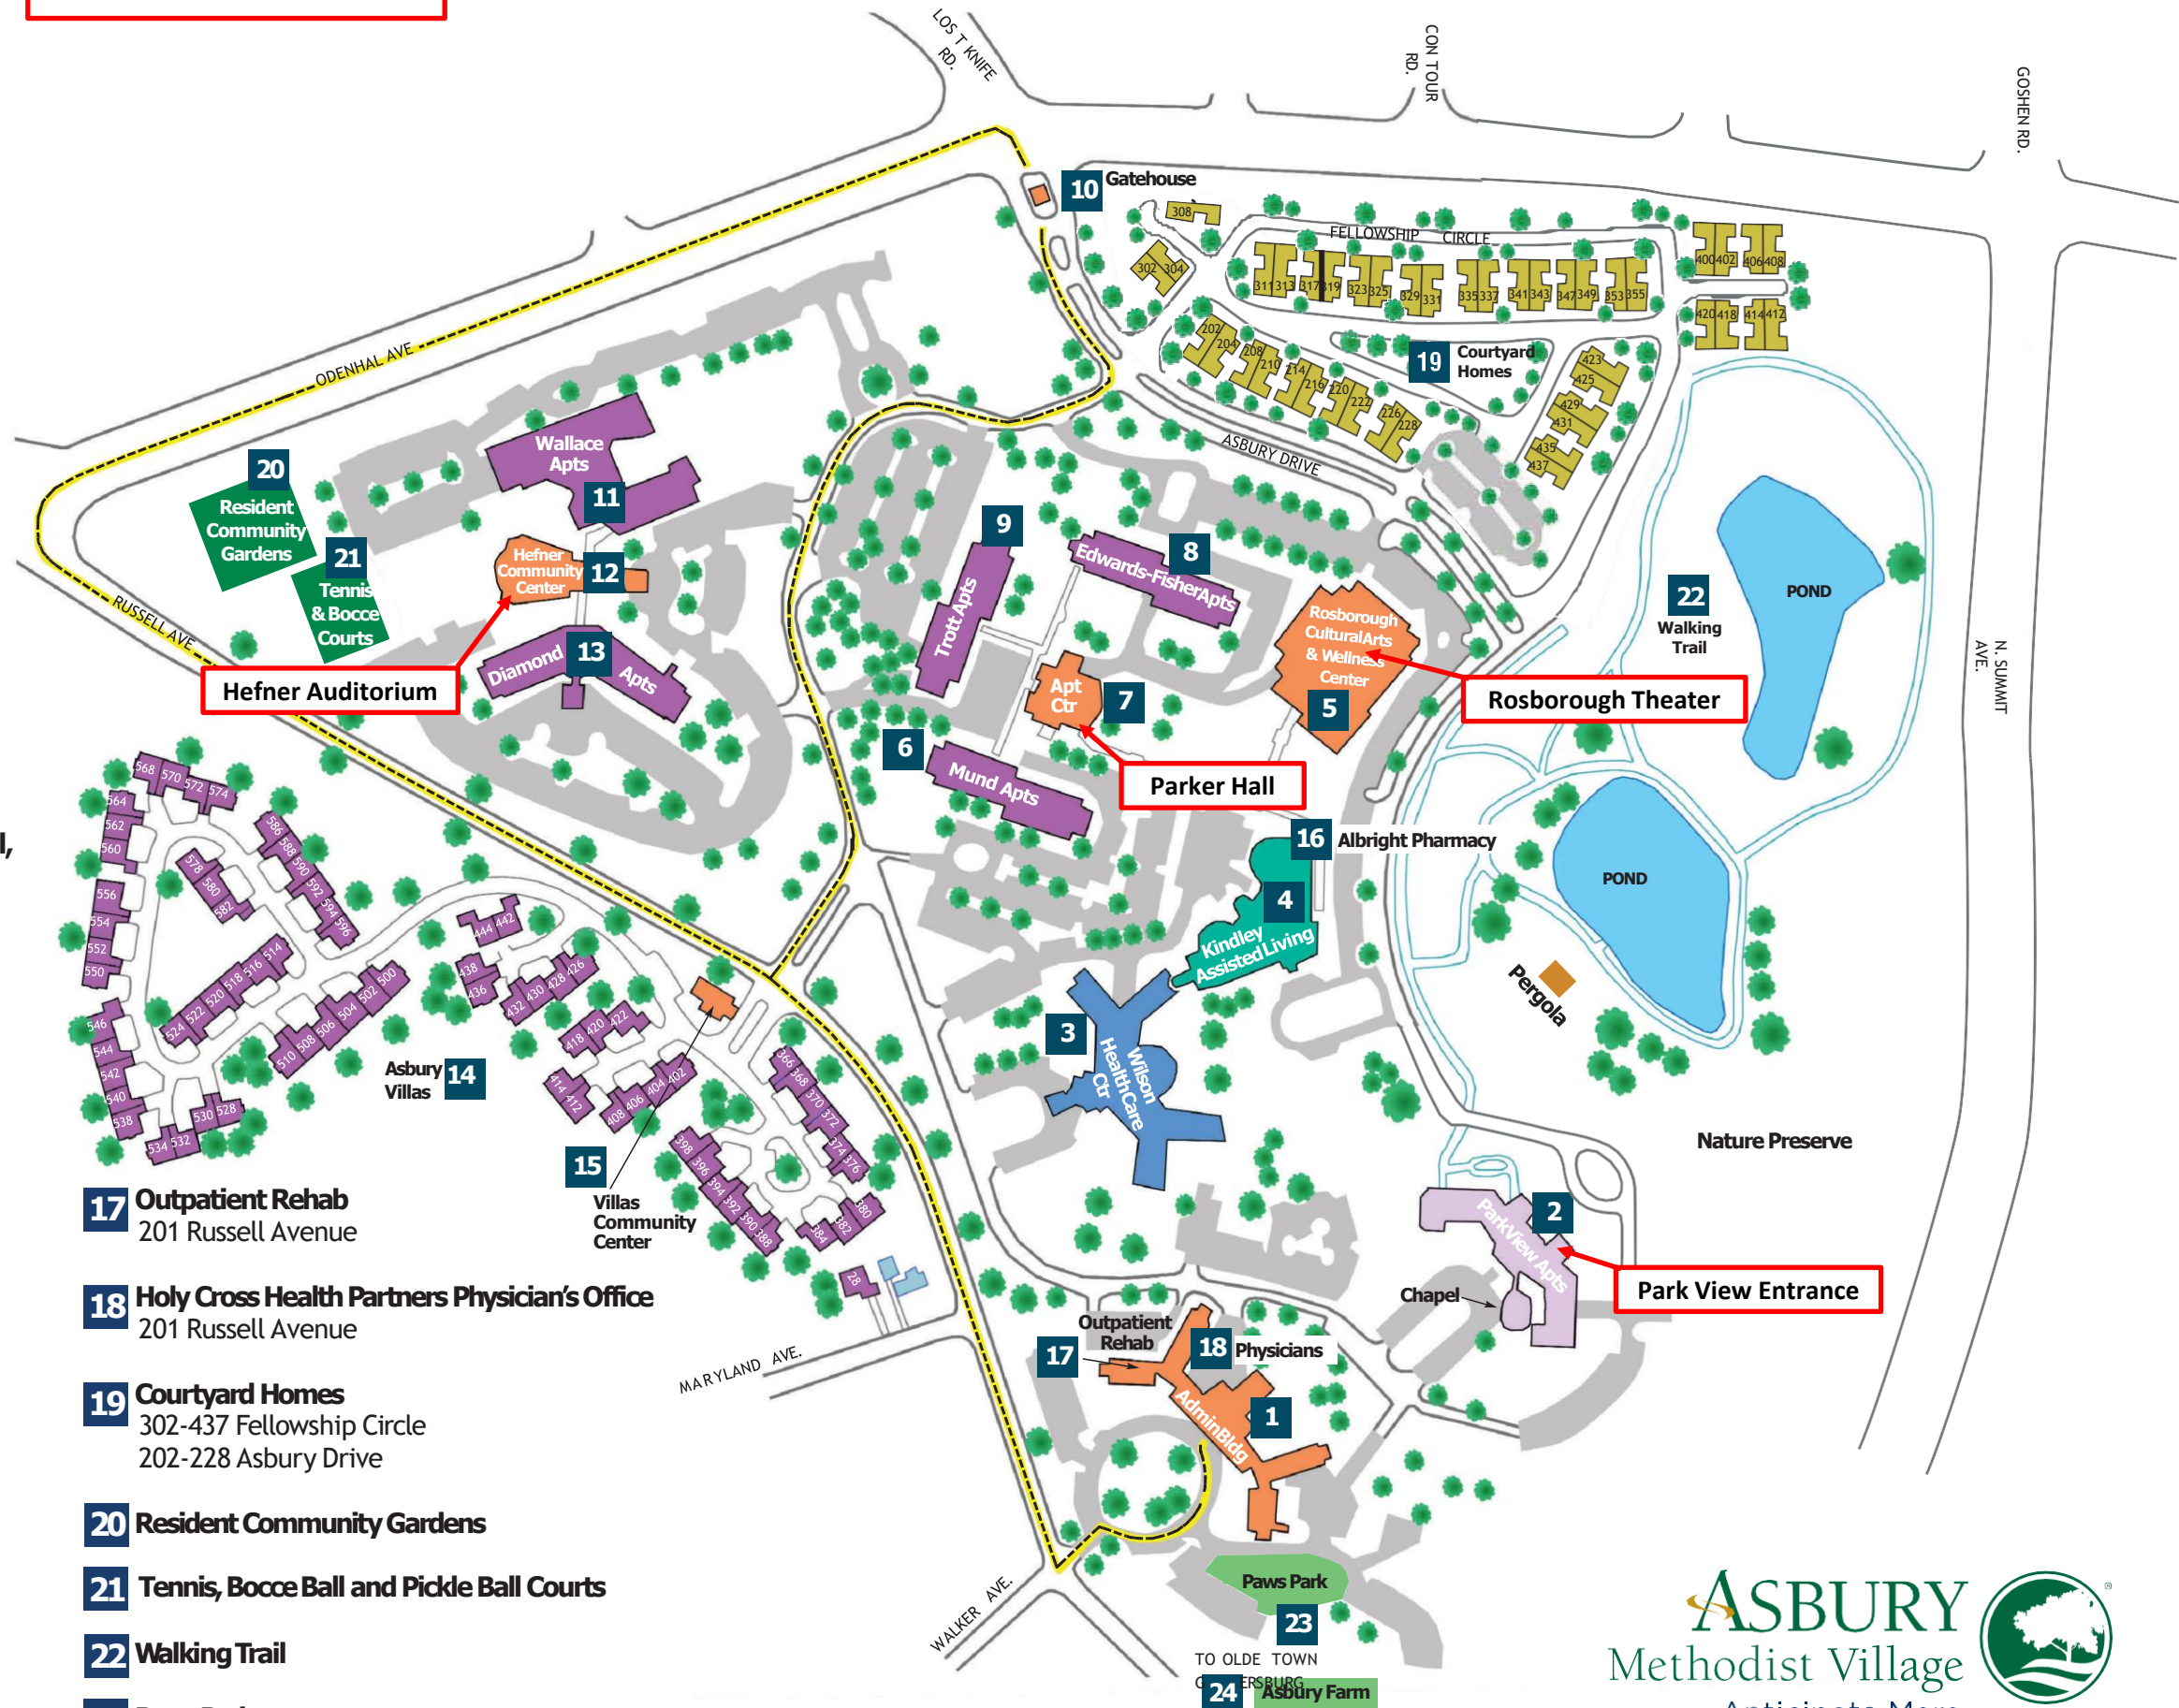 LOS T KNIFE
RD.
CON TOUR
RD.
GOSHEN RD.
10 Gatehouse
308
FELLOWSHIP CIRCLE
302 304
311 313 317 319 323 325 329 331 335 337 341 343 347 349 353 355
400 402 406 408
420 418 414 412
202 204 208 210 214 216 220 222 226 228
19 Courtyard
Homes
423
425
429
431
435
437
ASBURY DRIVE
ODENHAL AVE
Wallace
Apts
11
20
Resident
Community
Gardens
21
Tennis
& Bocce
Courts
Hefner
Community
Center
12
RUSSELL AVE
Diamond 13 Apts
Hefner Auditorium
9
Trott Apts
8
Edwards-Fisher Apts
Rosborough
Cultural Arts
& Wellness
Center
5
Rosborough Theater
22
Walking
Trail
POND
N. SUMMIT
AVE.
Apt
Ctr
7
6
Mund Apts
Parker Hall
16 Albright Pharmacy
4
Kindley
Assisted Living
POND
Pergola
3
Wilson
Health Care
Ctr
Nature Preserve
568 570 572 574
564
562
560
556
554
552
550
546
544
542
540
538
534 532
530 528
578 580 582
586 588 590 592 594 596
524 522 520 518 516 514
510 508 506 504 502 500
444 442
438
436
432 430 428 426
418 420 422
414 412
408 406 404 402
366 368 370 372 374 376
398 396 394 392 390 388
384 382 380
28
Asbury
Villas 14
15
Villas
Community
Center
2
Park View Apts
Park View Entrance
Chapel
Outpatient
Rehab
17
18 Physicians
1
Admin Bldg
MARYLAND AVE.
WALKER AVE.
Paws Park
23
TO OLDE TOWN
24 Asbury Farm
17 Outpatient Rehab
201 Russell Avenue
18 Holy Cross Health Partners Physician's Office
201 Russell Avenue
19 Courtyard Homes
302-437 Fellowship Circle
202-228 Asbury Drive
20 Resident Community Gardens
21 Tennis, Bocce Ball and Pickle Ball Courts
22 Walking Trail
ASBURY
Methodist Village